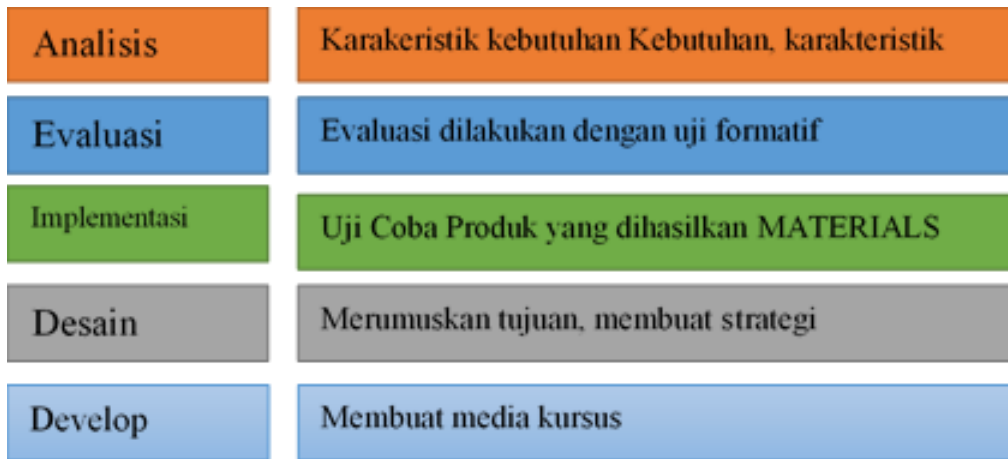 Analisis
Karakeristik kebutuhan Kebutuhan, karakteristik
Evaluasi
Evaluasi dilakukan dengan uji formatif
Implementasi
Uji Coba Produk yang dihasilkan MATERIALS
Desain
Merumuskan tujuan, membuat strategi
Develop
Membuat media kursus